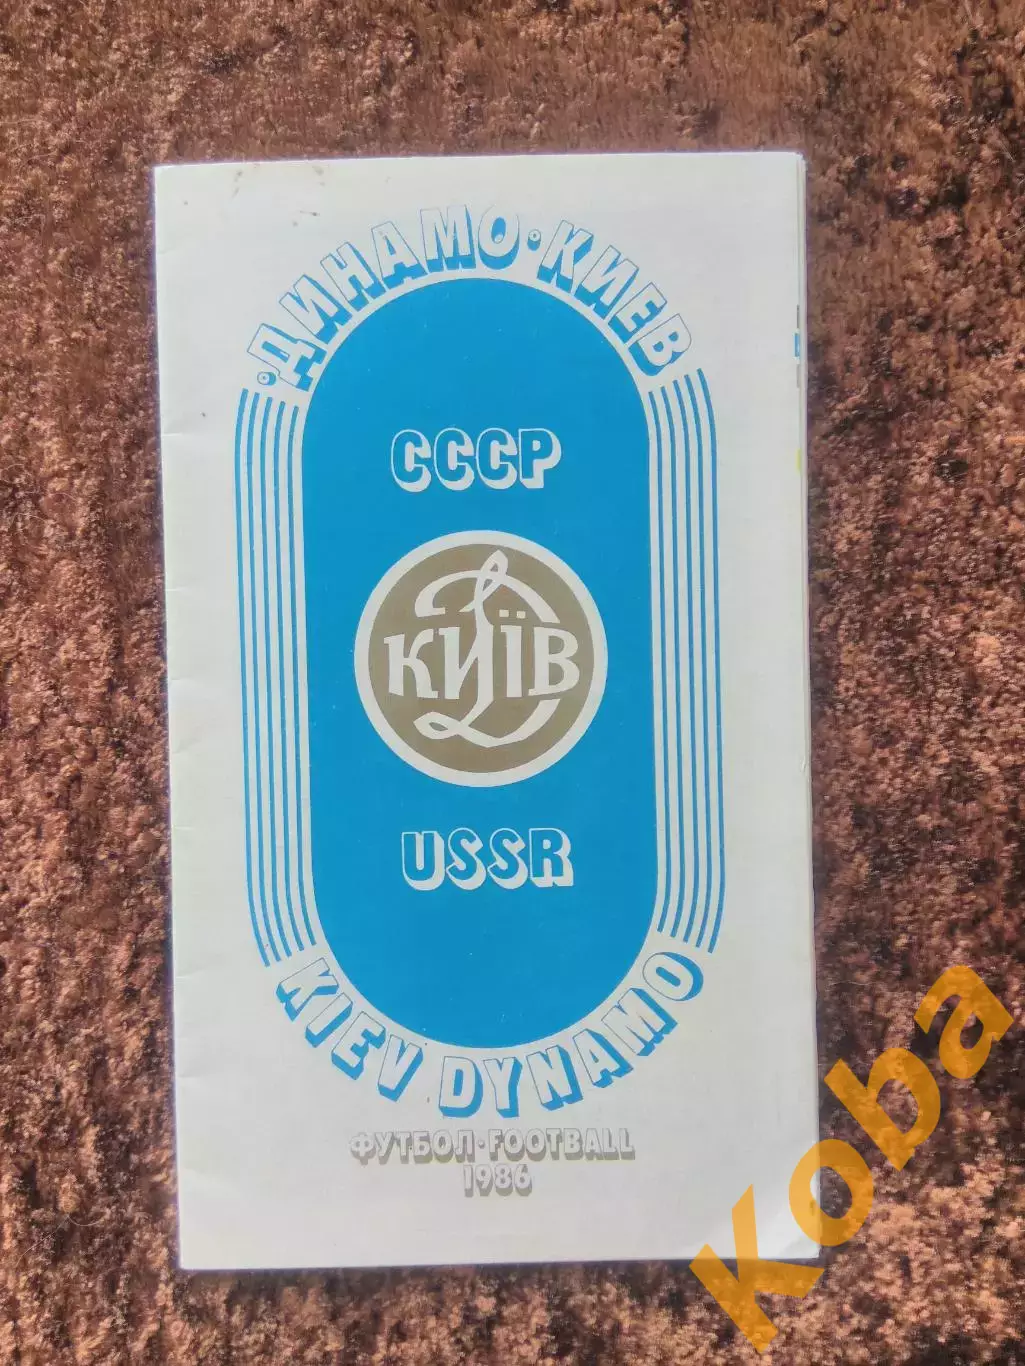 ·ДИНАМО·КИЕВ
СССР
КИЇВ
USSR
KIEV DYNAMO
ФУТБОЛ·FOOTBALL
1986
Koba